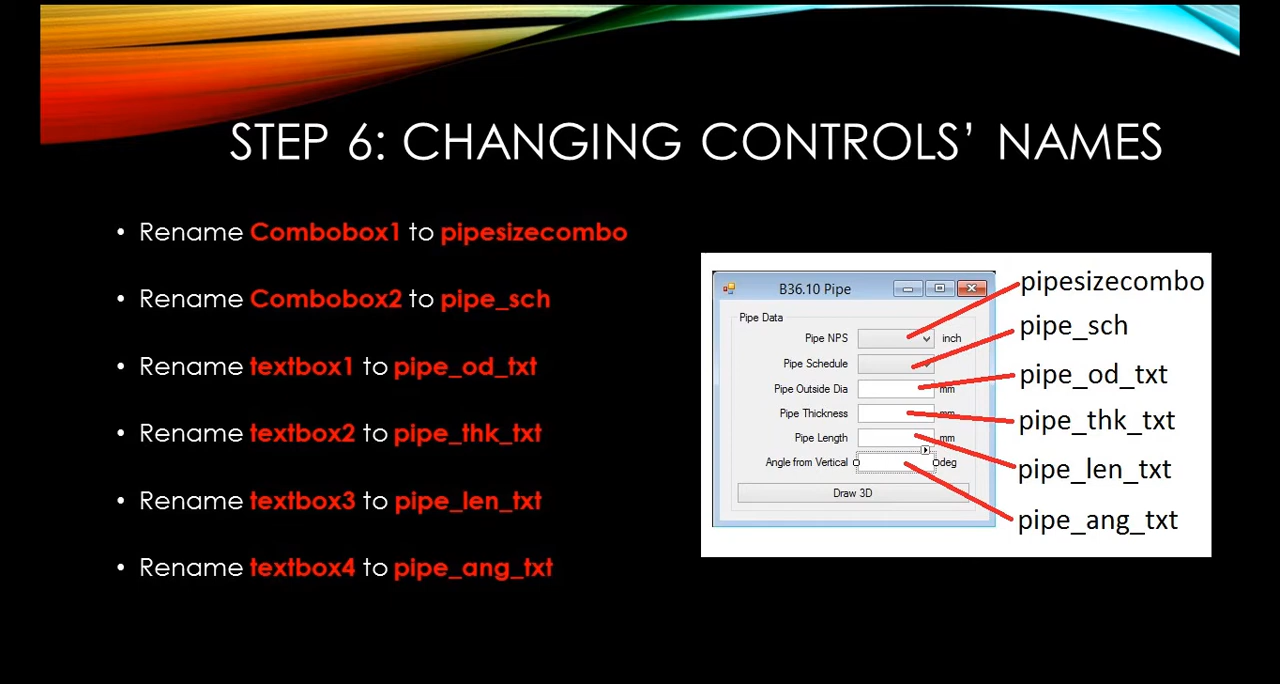 STEP 6: CHANGING CONTROLS' NAMES
• Rename Combobox1 to pipesizecombo
• Rename Combobox2 to pipe_sch
• Rename textbox1 to pipe_od_txt
• Rename textbox2 to pipe_thk_txt
• Rename textbox3 to pipe_len_txt
• Rename textbox4 to pipe_ang_txt
B36.10 Pipe
Pipe Data
Pipe NPS inch
Pipe Schedule
Pipe Outside Dia mm
Pipe Thickness mm
Pipe Length mm
Angle from Vertical deg
Draw 3D
pipesizecombo
pipe_sch
pipe_od_txt
pipe_thk_txt
pipe_len_txt
pipe_ang_txt